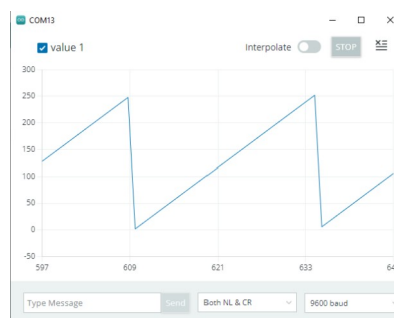 COM13
value 1
Interpolate
STOP
300
250
200
150
100
50
0
-50
597
609
621
633
Type Message
Send
Both NL & CR
9600 baud